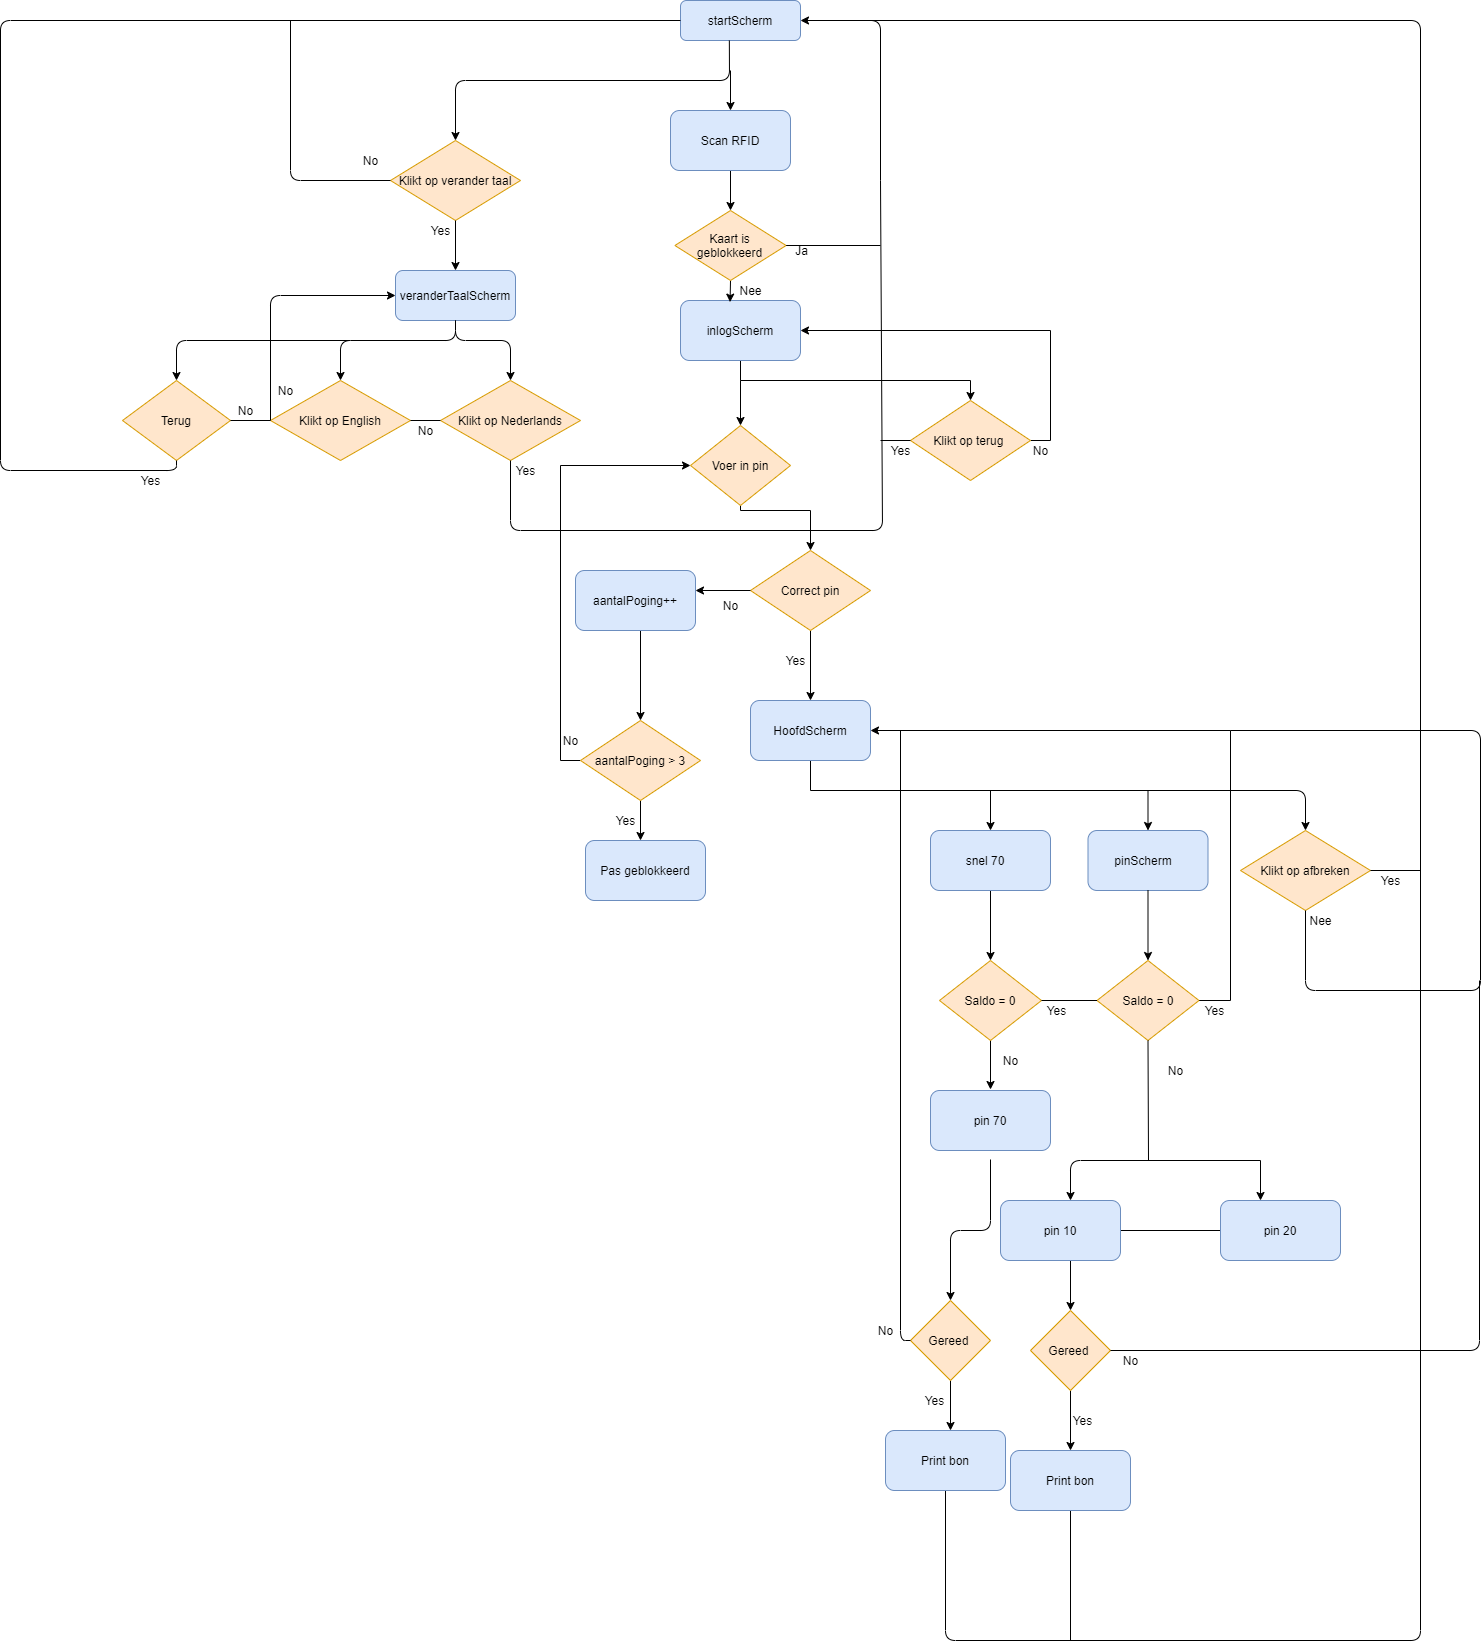 startScherm
Scan RFID
No
Klikt op verander taal
Yes
Kaart is
geblokkeerd
Ja
Nee
veranderTaalScherm
inlogScherm
No
Terug
No
Klikt op English
No
Klikt op Nederlands
Klikt op terug
Yes
No
Yes
Yes
Voer in pin
Correct pin
aantalPoging++
No
Yes
HoofdScherm
No
aantalPoging > 3
Yes
Pas geblokkeerd
snel 70
pinScherm
Klikt op afbreken
Yes
Nee
Saldo = 0
Yes
Saldo = 0
Yes
No
No
pin 70
pin 10
pin 20
No
Gereed
Gereed
No
Yes
Yes
Print bon
Print bon